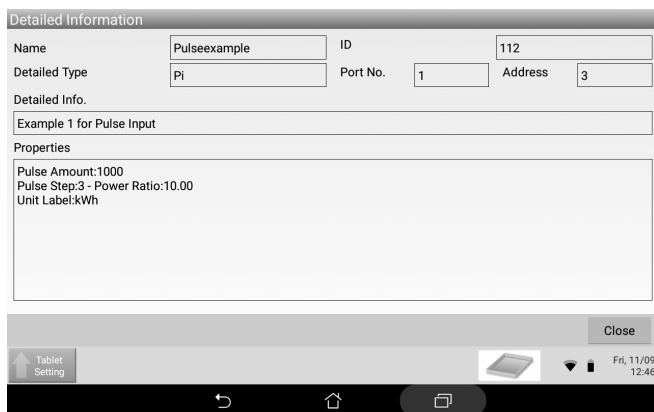 Detailed Information
Name Pulseexample ID 112
Detailed Type Pi Port No. 1 Address 3
Detailed Info.
Example 1 for Pulse Input
Properties
Pulse Amount:1000
Pulse Step:3 - Power Ratio:10.00
Unit Label:kWh
Close
Tablet
Setting
Fri, 11/09
12:46